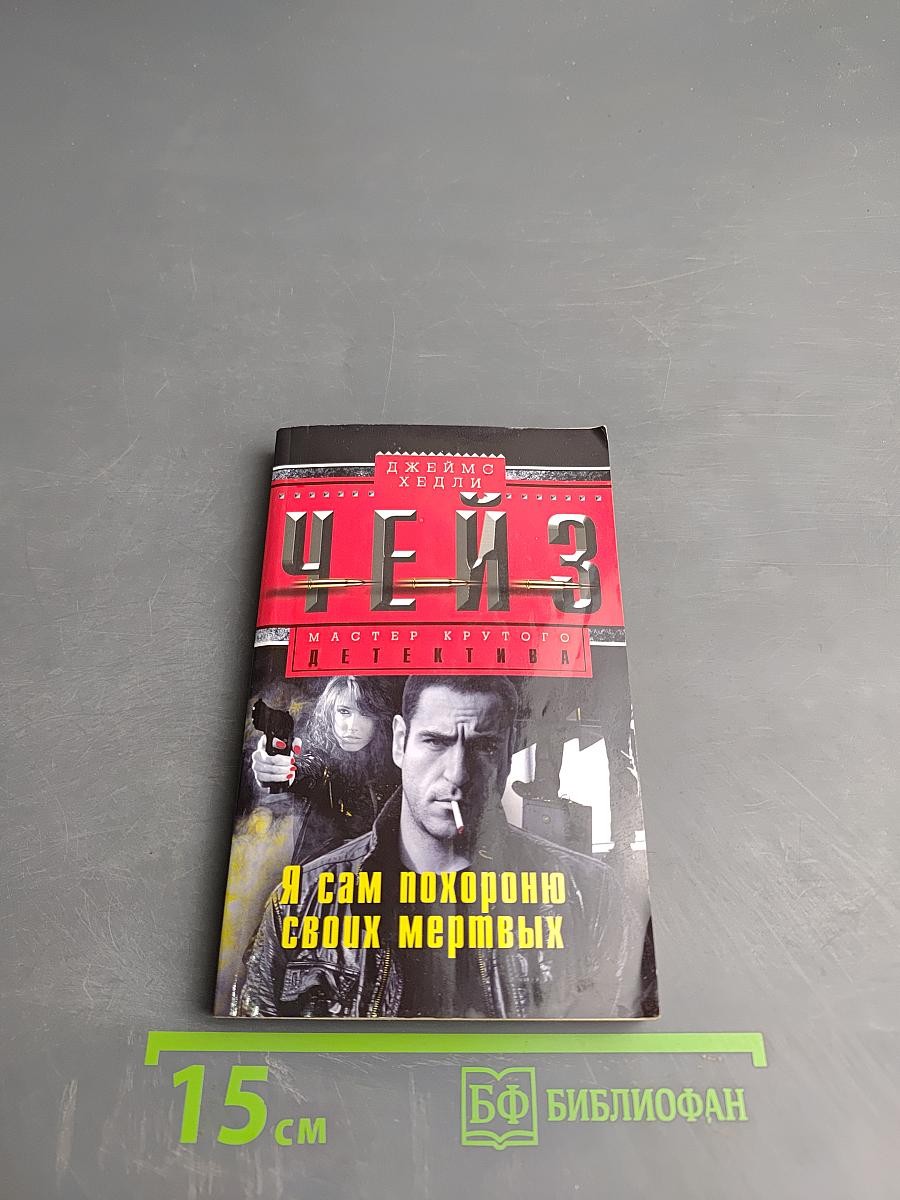 ДЖЕЙМС
ХЕДЛИ
ЧЕЙЗ
МАСТЕР КРУТОГО
ДЕТЕКТИВА
Я сам похороню
своих мертвых
15 см
БФ БИБЛИОФАН